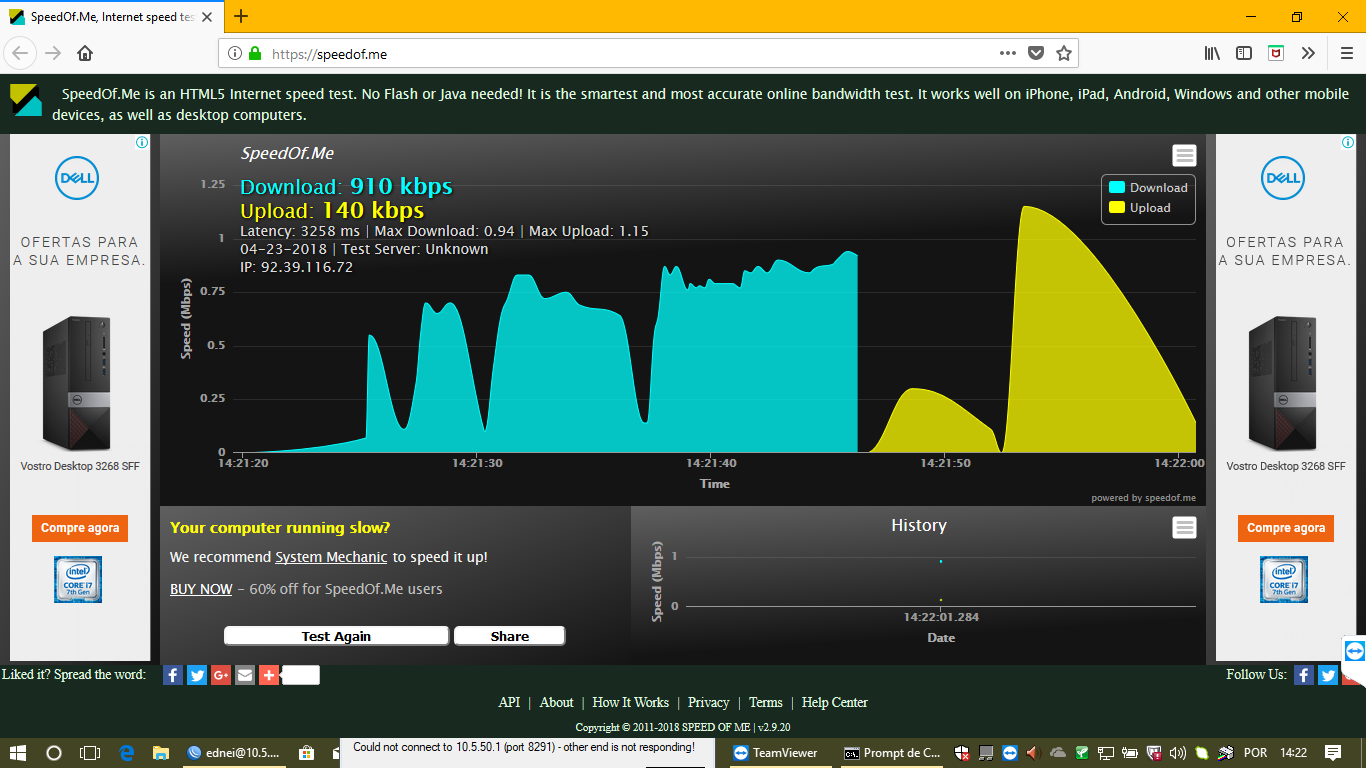 SpeedOf.Me, Internet speed tes
https://speedof.me
SpeedOf.Me is an HTML5 Internet speed test. No Flash or Java needed! It is the smartest and most accurate online bandwidth test. It works well on iPhone, iPad, Android, Windows and other mobile
devices, as well as desktop computers.
DELL
OFERTAS PARA
A SUA EMPRESA.
Vostro Desktop 3268 SFF
Compre agora
intel
CORE i7
7th Gen
SpeedOf.Me
Download: 910 kbps
Upload: 140 kbps
Latency: 3258 ms | Max Download: 0.94 | Max Upload: 1.15
04-23-2018 | Test Server: Unknown
IP: 92.39.116.72
Download
Upload
1.25
1
0.75
0.5
0.25
0
Speed (Mbps)
14:21:20
14:21:30
14:21:40
14:21:50
14:22:00
Time
powered by speedof.me
Your computer running slow?
We recommend System Mechanic to speed it up!
BUY NOW - 60% off for SpeedOf.Me users
Test Again
Share
History
Speed (Mbps)
1
0
14:22:01.284
Date
DELL
OFERTAS PARA
A SUA EMPRESA.
Vostro Desktop 3268 SFF
Compre agora
intel
CORE i7
7th Gen
Liked it? Spread the word:
Follow Us:
API | About | How It Works | Privacy | Terms | Help Center
Copyright © 2011-2018 SPEED OF ME | v2.9.20
ednei@10.5....
Could not connect to 10.5.50.1 (port 8291) - other end is not responding!
TeamViewer
Prompt de C...
POR
14:22